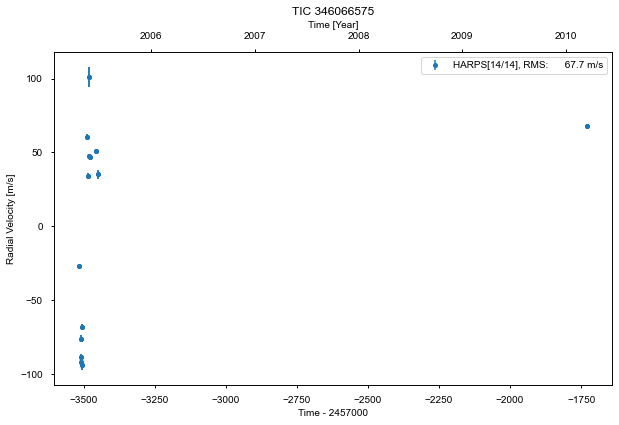 TIC 346066575
Time [Year]
2006 2007 2008 2009 2010
HARPS[14/14], RMS: 67.7 m/s
100
50
0
−50
−100
Radial Velocity [m/s]
−3500 −3250 −3000 −2750 −2500 −2250 −2000 −1750
Time - 2457000